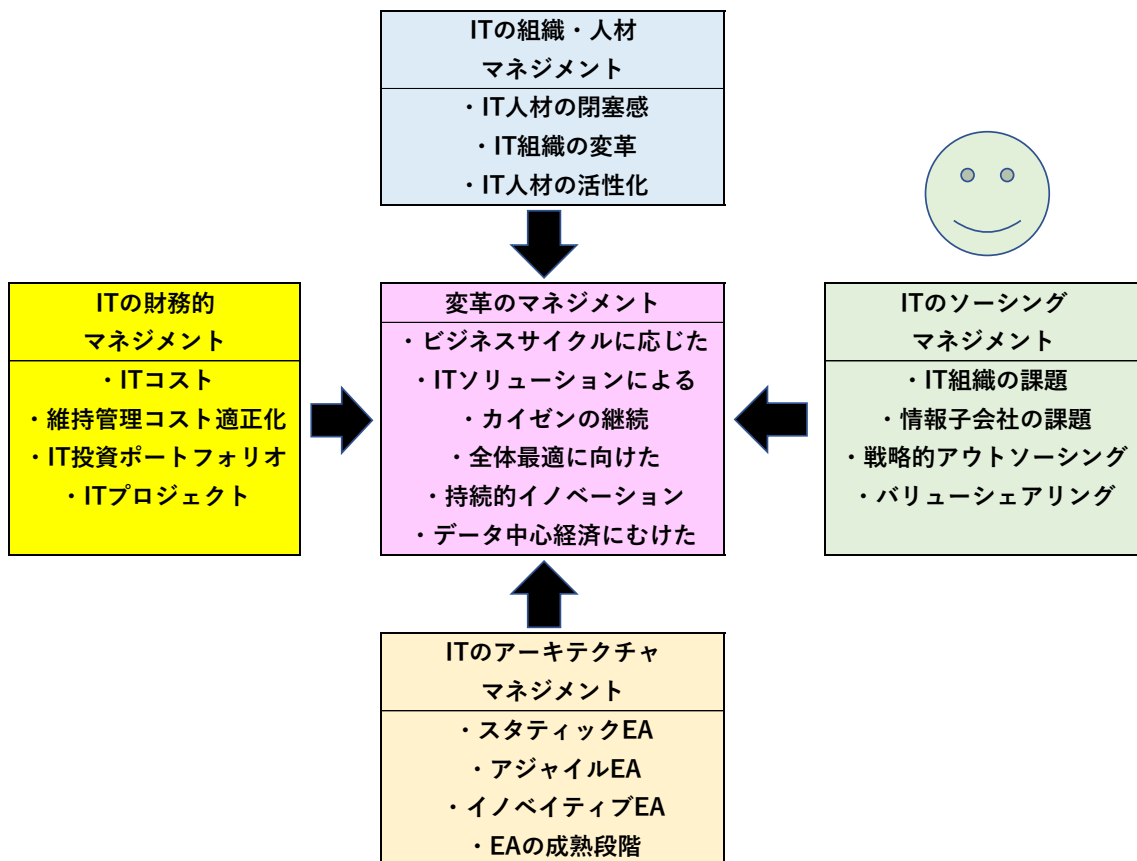 ITの組織・人材
マネジメント
・IT人材の閉塞感
・IT組織の変革
・IT人材の活性化
ITの財務的
マネジメント
・ITコスト
・維持管理コスト適正化
・IT投資ポートフォリオ
・ITプロジェクト
変革のマネジメント
・ビジネスサイクルに応じた
・ITソリューションによる
・カイゼンの継続
・全体最適に向けた
・持続的イノベーション
・データ中心経済にむけた
ITのソーシング
マネジメント
・IT組織の課題
・情報子会社の課題
・戦略的アウトソーシング
・バリューシェアリング
ITのアーキテクチャ
マネジメント
・スタティックEA
・アジャイルEA
・イノベイティブEA
・EAの成熟段階